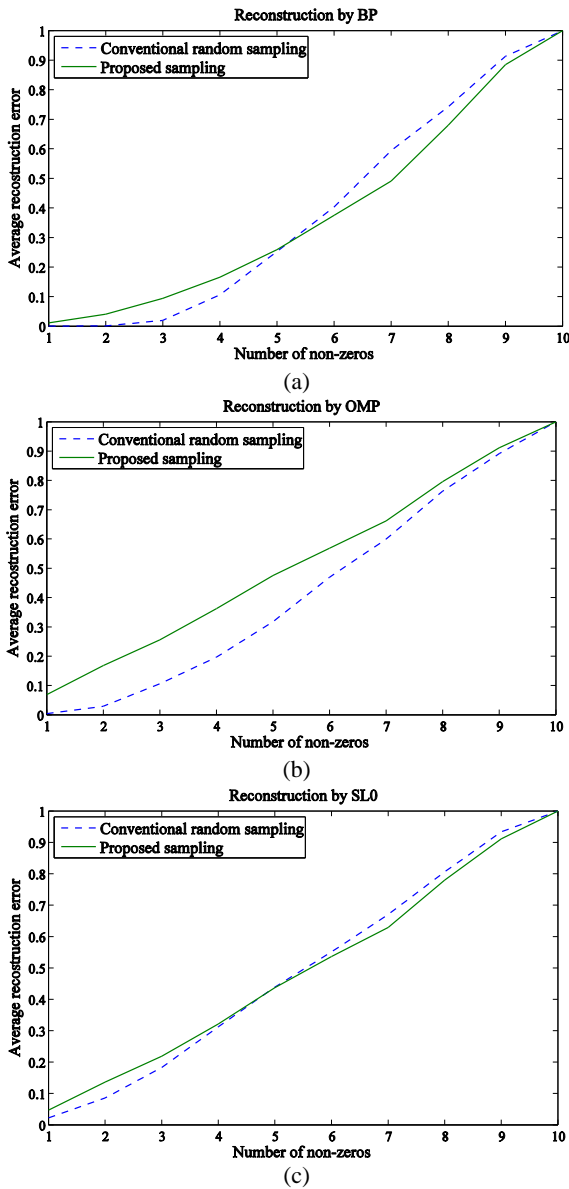 Reconstruction by BP
1
0.9
0.8
0.7
0.6
0.5
0.4
0.3
0.2
0.1
0
Average recostruction error
Conventional random sampling
Proposed sampling
1 2 3 4 5 6 7 8 9 10
Number of non-zeros
(a)
Reconstruction by OMP
1
0.9
0.8
0.7
0.6
0.5
0.4
0.3
0.2
0.1
0
Average recostruction error
Conventional random sampling
Proposed sampling
1 2 3 4 5 6 7 8 9 10
Number of non-zeros
(b)
Reconstruction by SL0
1
0.9
0.8
0.7
0.6
0.5
0.4
0.3
0.2
0.1
0
Average recostruction error
Conventional random sampling
Proposed sampling
1 2 3 4 5 6 7 8 9 10
Number of non-zeros
(c)